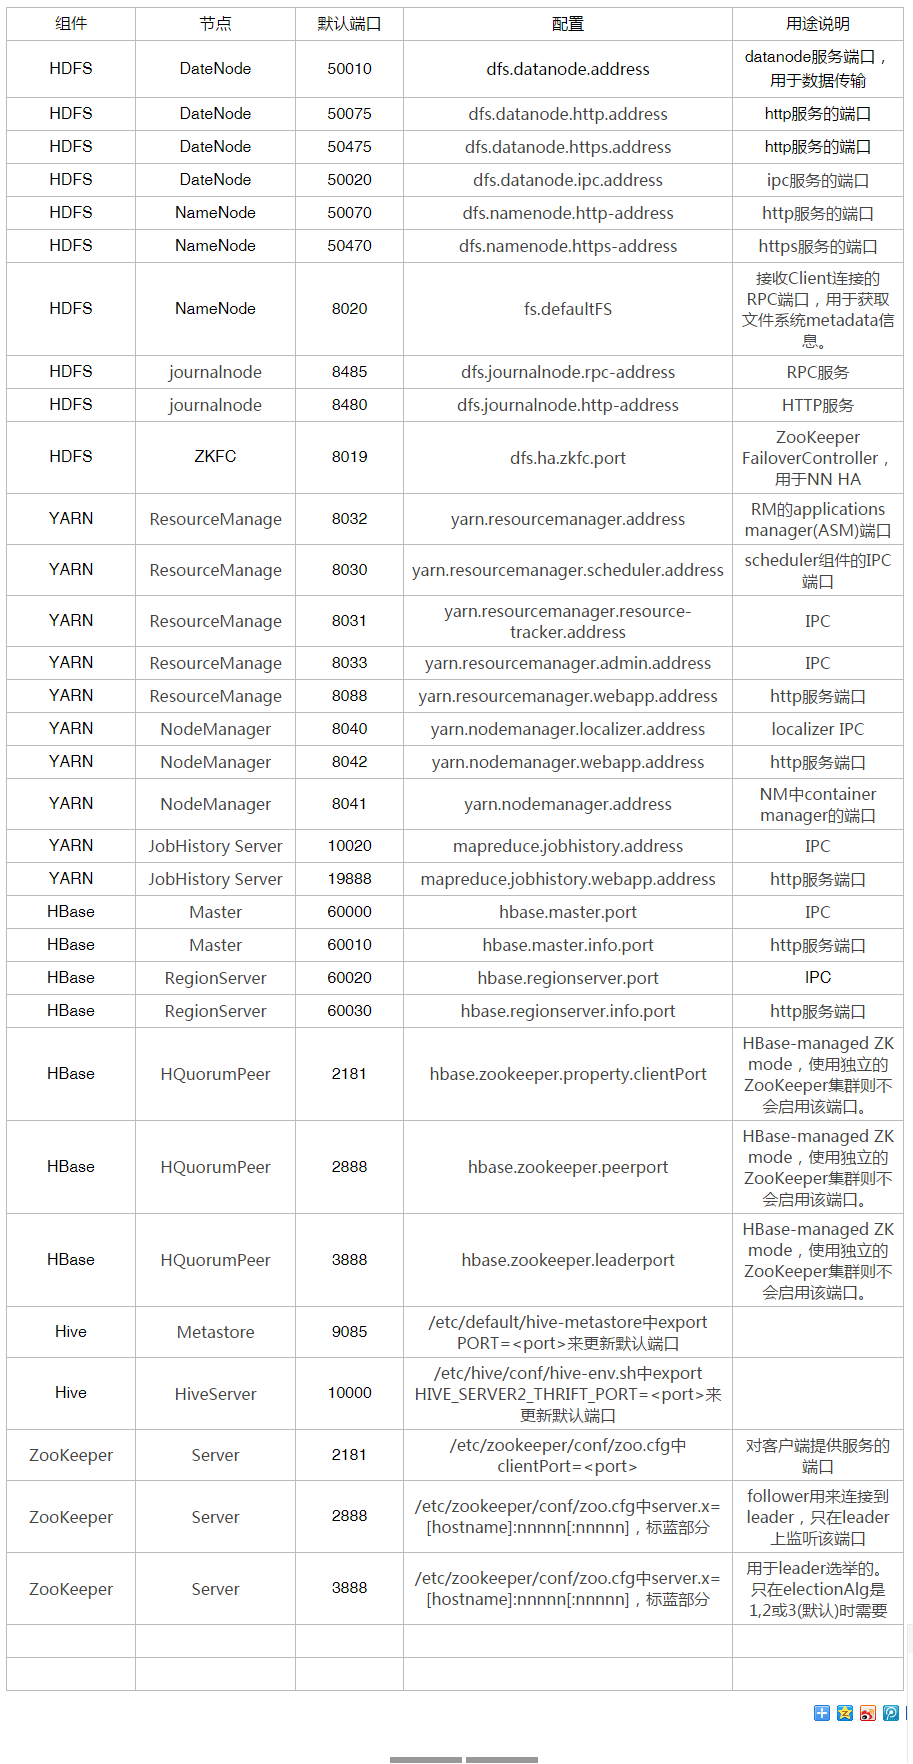 组件 节点 默认端口 配置 用途说明
HDFS DateNode 50010 dfs.datanode.address datanode服务端口，
用于数据传输
HDFS DateNode 50075 dfs.datanode.http.address http服务的端口
HDFS DateNode 50475 dfs.datanode.https.address http服务的端口
HDFS DateNode 50020 dfs.datanode.ipc.address ipc服务的端口
HDFS NameNode 50070 dfs.namenode.http-address http服务的端口
HDFS NameNode 50470 dfs.namenode.https-address https服务的端口
HDFS NameNode 8020 fs.defaultFS 接收Client连接的
RPC端口，用于获取
文件系统metadata信
息。
HDFS journalnode 8485 dfs.journalnode.rpc-address RPC服务
HDFS journalnode 8480 dfs.journalnode.http-address HTTP服务
HDFS ZKFC 8019 dfs.ha.zkfc.port ZooKeeper
FailoverController，
用于NN HA
YARN ResourceManage 8032 yarn.resourcemanager.address RM的applications
manager(ASM)端口
YARN ResourceManage 8030 yarn.resourcemanager.scheduler.address scheduler组件的IPC
端口
YARN ResourceManage 8031 yarn.resourcemanager.resource-
tracker.address IPC
YARN ResourceManage 8033 yarn.resourcemanager.admin.address IPC
YARN ResourceManage 8088 yarn.resourcemanager.webapp.address http服务端口
YARN NodeManager 8040 yarn.nodemanager.localizer.address localizer IPC
YARN NodeManager 8042 yarn.nodemanager.webapp.address http服务端口
YARN NodeManager 8041 yarn.nodemanager.address NM中container
manager的端口
YARN JobHistory Server 10020 mapreduce.jobhistory.address IPC
YARN JobHistory Server 19888 mapreduce.jobhistory.webapp.address http服务端口
HBase Master 60000 hbase.master.port IPC
HBase Master 60010 hbase.master.info.port http服务端口
HBase RegionServer 60020 hbase.regionserver.port IPC
HBase RegionServer 60030 hbase.regionserver.info.port http服务端口
HBase HQuorumPeer 2181 hbase.zookeeper.property.clientPort HBase-managed ZK
mode，使用独立的
ZooKeeper集群则不
会启用该端口。
HBase HQuorumPeer 2888 hbase.zookeeper.peerport HBase-managed ZK
mode，使用独立的
ZooKeeper集群则不
会启用该端口。
HBase HQuorumPeer 3888 hbase.zookeeper.leaderport HBase-managed ZK
mode，使用独立的
ZooKeeper集群则不
会启用该端口。
Hive Metastore 9085 /etc/default/hive-metastore中export
PORT=<port>来更新默认端口
Hive HiveServer 10000 /etc/hive/conf/hive-env.sh中export
HIVE_SERVER2_THRIFT_PORT=<port>来
更新默认端口
ZooKeeper Server 2181 /etc/zookeeper/conf/zoo.cfg中
clientPort=<port> 对客户端提供服务的
端口
ZooKeeper Server 2888 /etc/zookeeper/conf/zoo.cfg中server.x=
[hostname]:nnnnn[:nnnnn]，标蓝部分 follower用来连接到
leader，只在leader
上监听该端口
ZooKeeper Server 3888 /etc/zookeeper/conf/zoo.cfg中server.x=
[hostname]:nnnnn[:nnnnn]，标蓝部分 用于leader选举的。
只在electionAlg是
1,2或3(默认)时需要